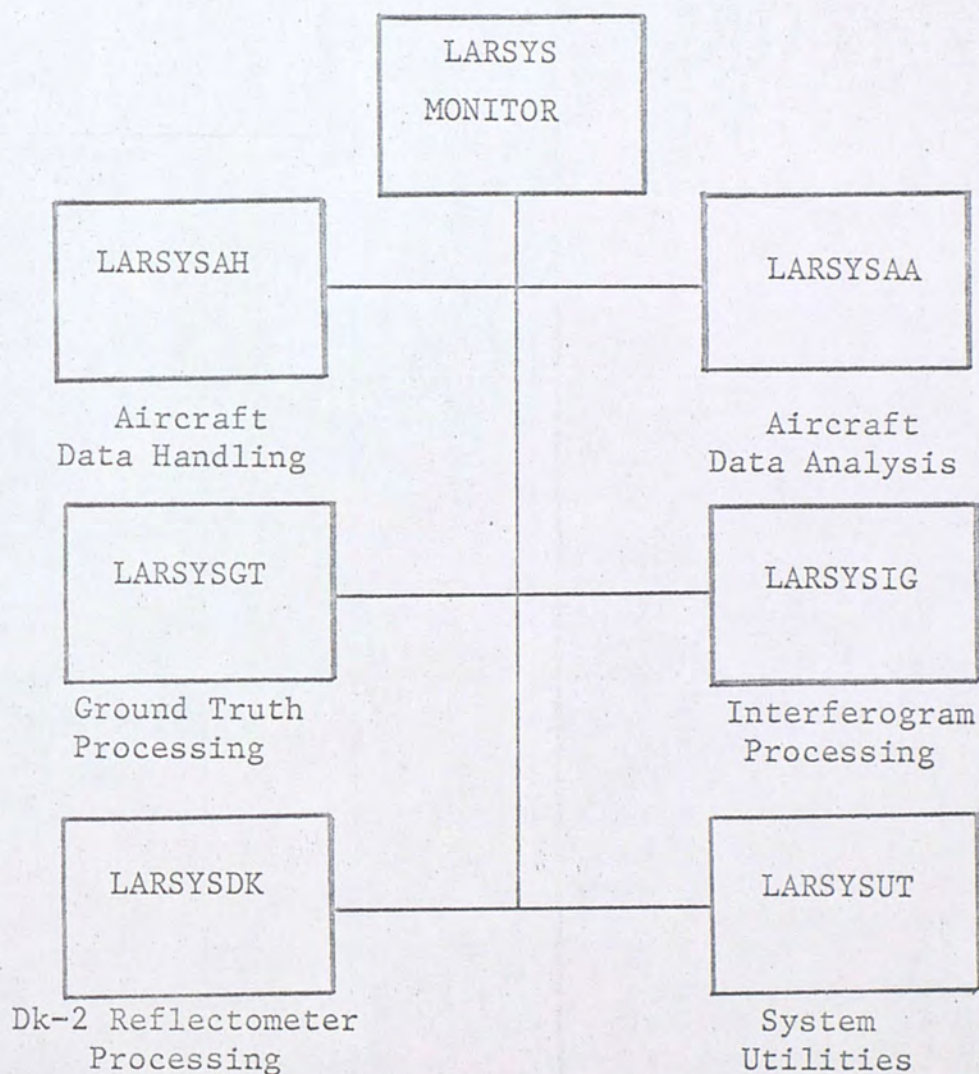 LARSYS
MONITOR
LARSYSAH
LARSYSAA
Aircraft
Data Handling
Aircraft
Data Analysis
LARSYSGT
LARSYSIG
Ground Truth
Processing
Interferogram
Processing
LARSYSDK
LARSYSUT
Dk-2 Reflectometer
Processing
System
Utilities